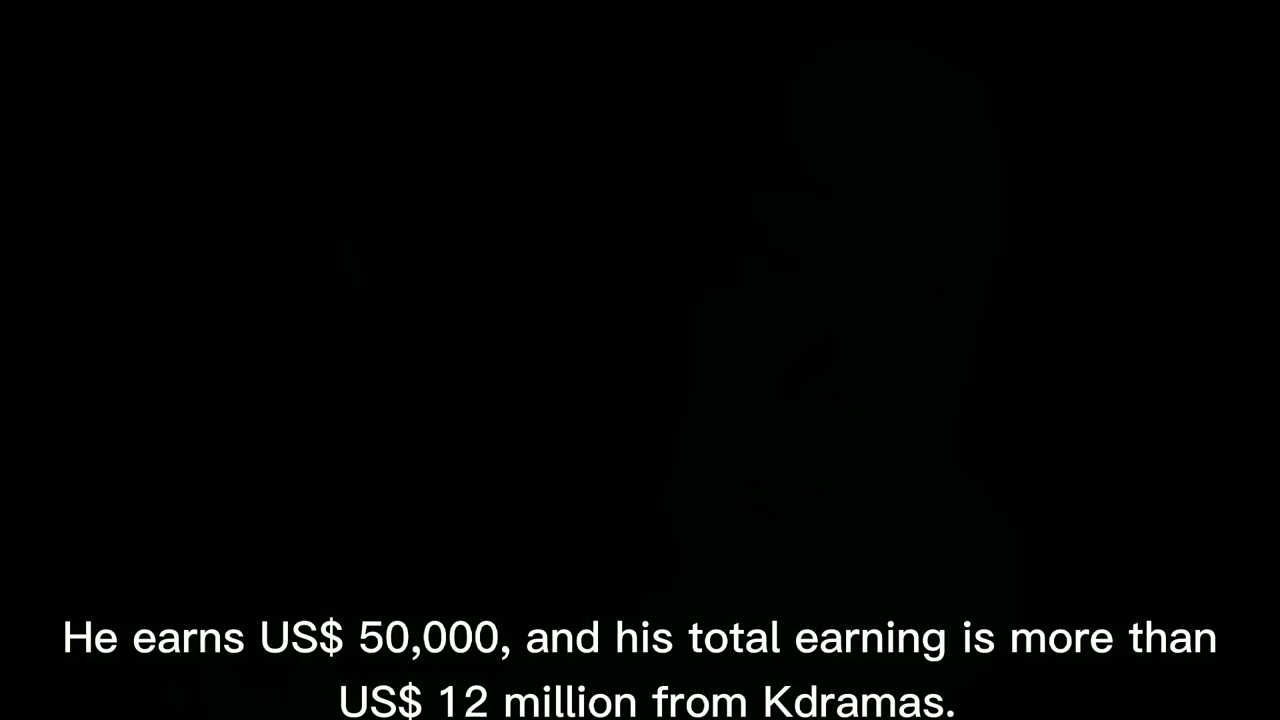 He earns US$ 50,000, and his total earning is more than
US$ 12 million from Kdramas.